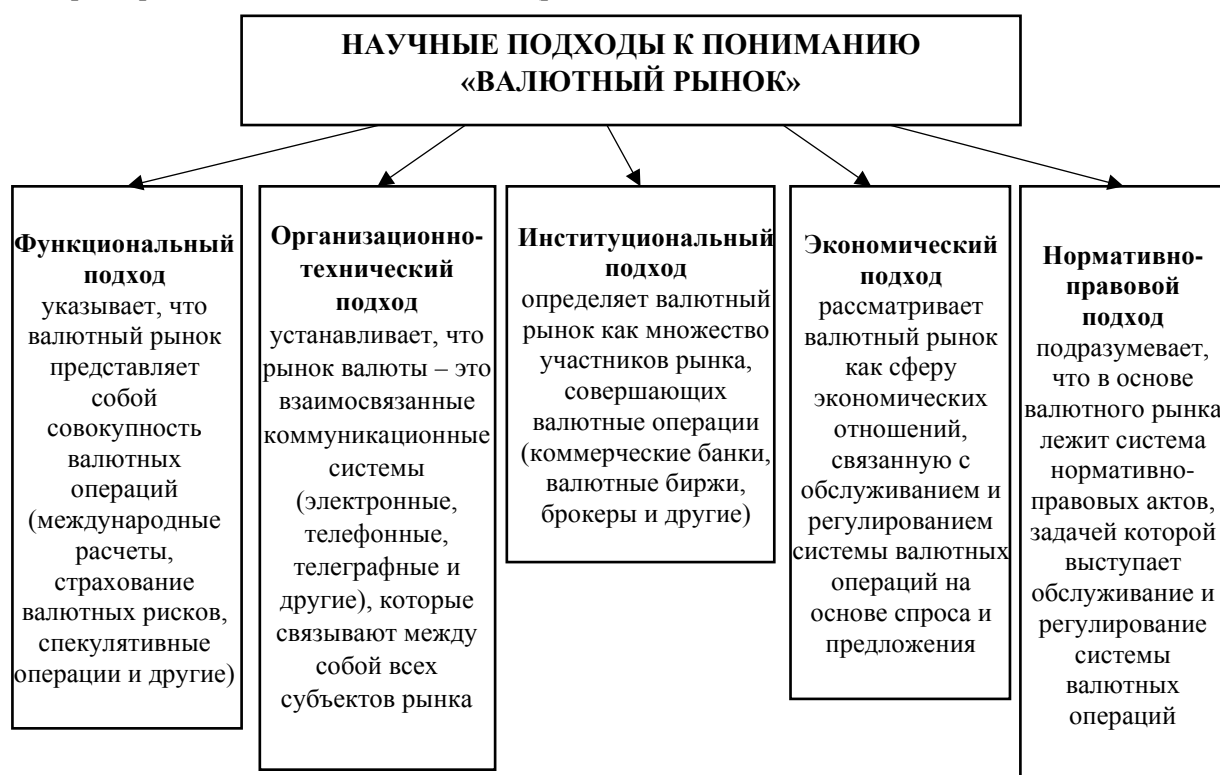 НАУЧНЫЕ ПОДХОДЫ К ПОНИМАНИЮ
«ВАЛЮТНЫЙ РЫНОК»
Функциональный
подход
указывает, что
валютный рынок
представляет
собой
совокупность
валютных
операций
(международные
расчеты,
страхование
валютных рисков,
спекулятивные
операции и другие)
Организационно-
технический
подход
устанавливает, что
рынок валюты – это
взаимосвязанные
коммуникационные
системы
(электронные,
телефонные,
телеграфные и
другие), которые
связывают между
собой всех
субъектов рынка
Институциональный
подход
определяет валютный
рынок как множество
участников рынка,
совершающих
валютные операции
(коммерческие банки,
валютные биржи,
брокеры и другие)
Экономический
подход
рассматривает
валютный рынок
как сферу
экономических
отношений,
связанную с
обслуживанием и
регулированием
системы валютных
операций на
основе спроса и
предложения
Нормативно-
правовой
подход
подразумевает,
что в основе
валютного рынка
лежит система
нормативно-
правовых актов,
задачей которой
выступает
обслуживание и
регулирование
системы
валютных
операций